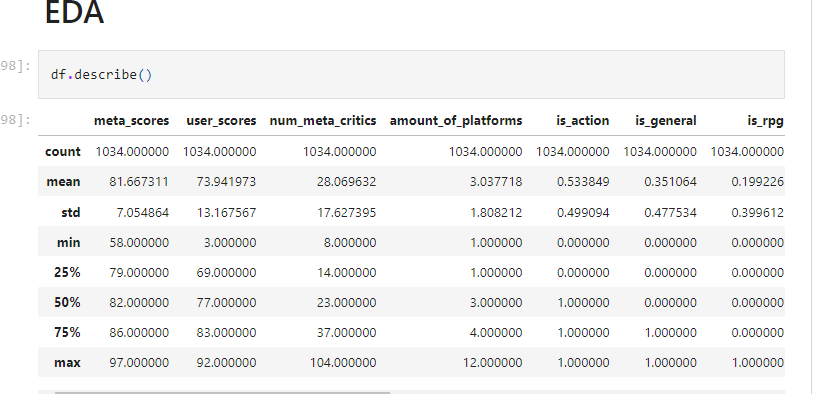 EDA
98]:
df.describe()
98]:
meta_scores user_scores num_meta_critics amount_of_platforms is_action is_general is_rpg
count 1034.000000 1034.000000 1034.000000 1034.000000 1034.000000 1034.000000 1034.000000
mean 81.667311 73.941973 28.069632 3.037718 0.533849 0.351064 0.199226
std 7.054864 13.167567 17.627395 1.808212 0.499094 0.477534 0.399612
min 58.000000 3.000000 8.000000 1.000000 0.000000 0.000000 0.000000
25% 79.000000 69.000000 14.000000 1.000000 0.000000 0.000000 0.000000
50% 82.000000 77.000000 23.000000 3.000000 1.000000 0.000000 0.000000
75% 86.000000 83.000000 37.000000 4.000000 1.000000 1.000000 0.000000
max 97.000000 92.000000 104.000000 12.000000 1.000000 1.000000 1.000000